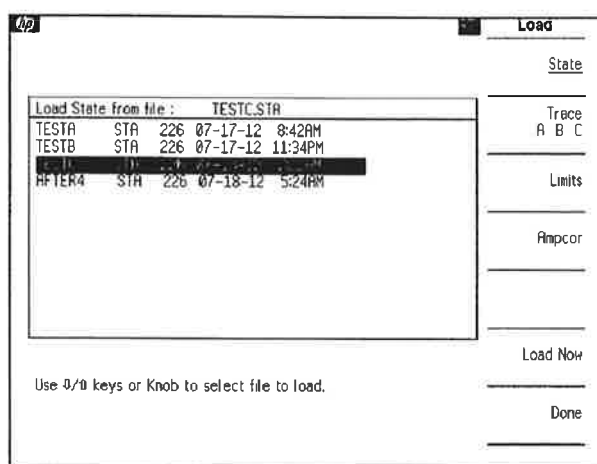 hp
Load
State
Load State from file : TESTC.STA
TESTA STA 226 07-17-12 8:42AM
TESTB STA 226 07-17-12 11:34PM
AFTER4 STA 226 07-18-12 5:24AM
Trace
A B C
Limits
Ampcor
Load Now
Use ⇩/⇧ keys or Knob to select file to load.
Done